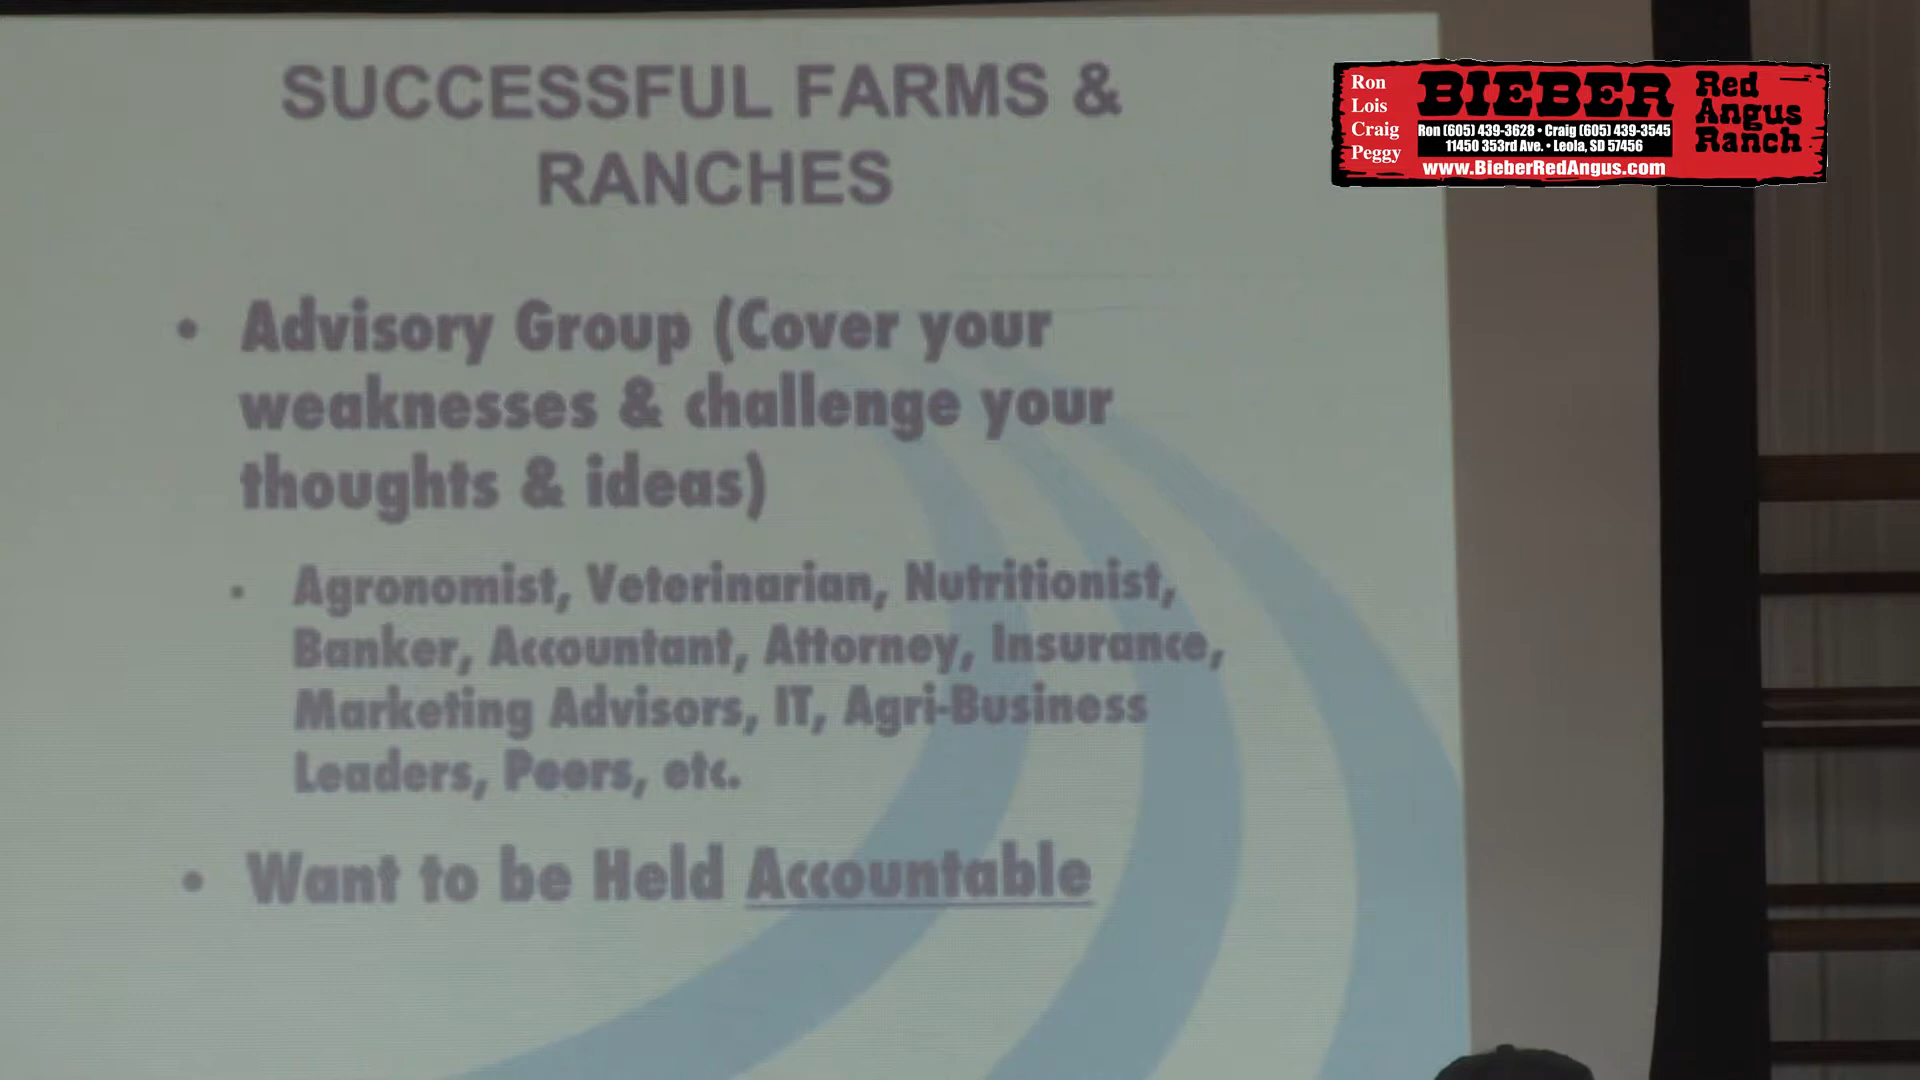 SUCCESSFUL FARMS &
RANCHES
• Advisory Group (Cover your
weaknesses & challenge your
thoughts & ideas)
• Agronomist, Veterinarian, Nutritionist,
Banker, Accountant, Attorney, Insurance,
Marketing Advisors, IT, Agri-Business
Leaders, Peers, etc.
• Want to be Held Accountable
Ron
Lois
Craig
Peggy
BIEBER
Ron (605) 439-3628 • Craig (605) 439-3545
11450 353rd Ave. • Leola, SD 57456
www.BieberRedAngus.com
Red
Angus
Ranch